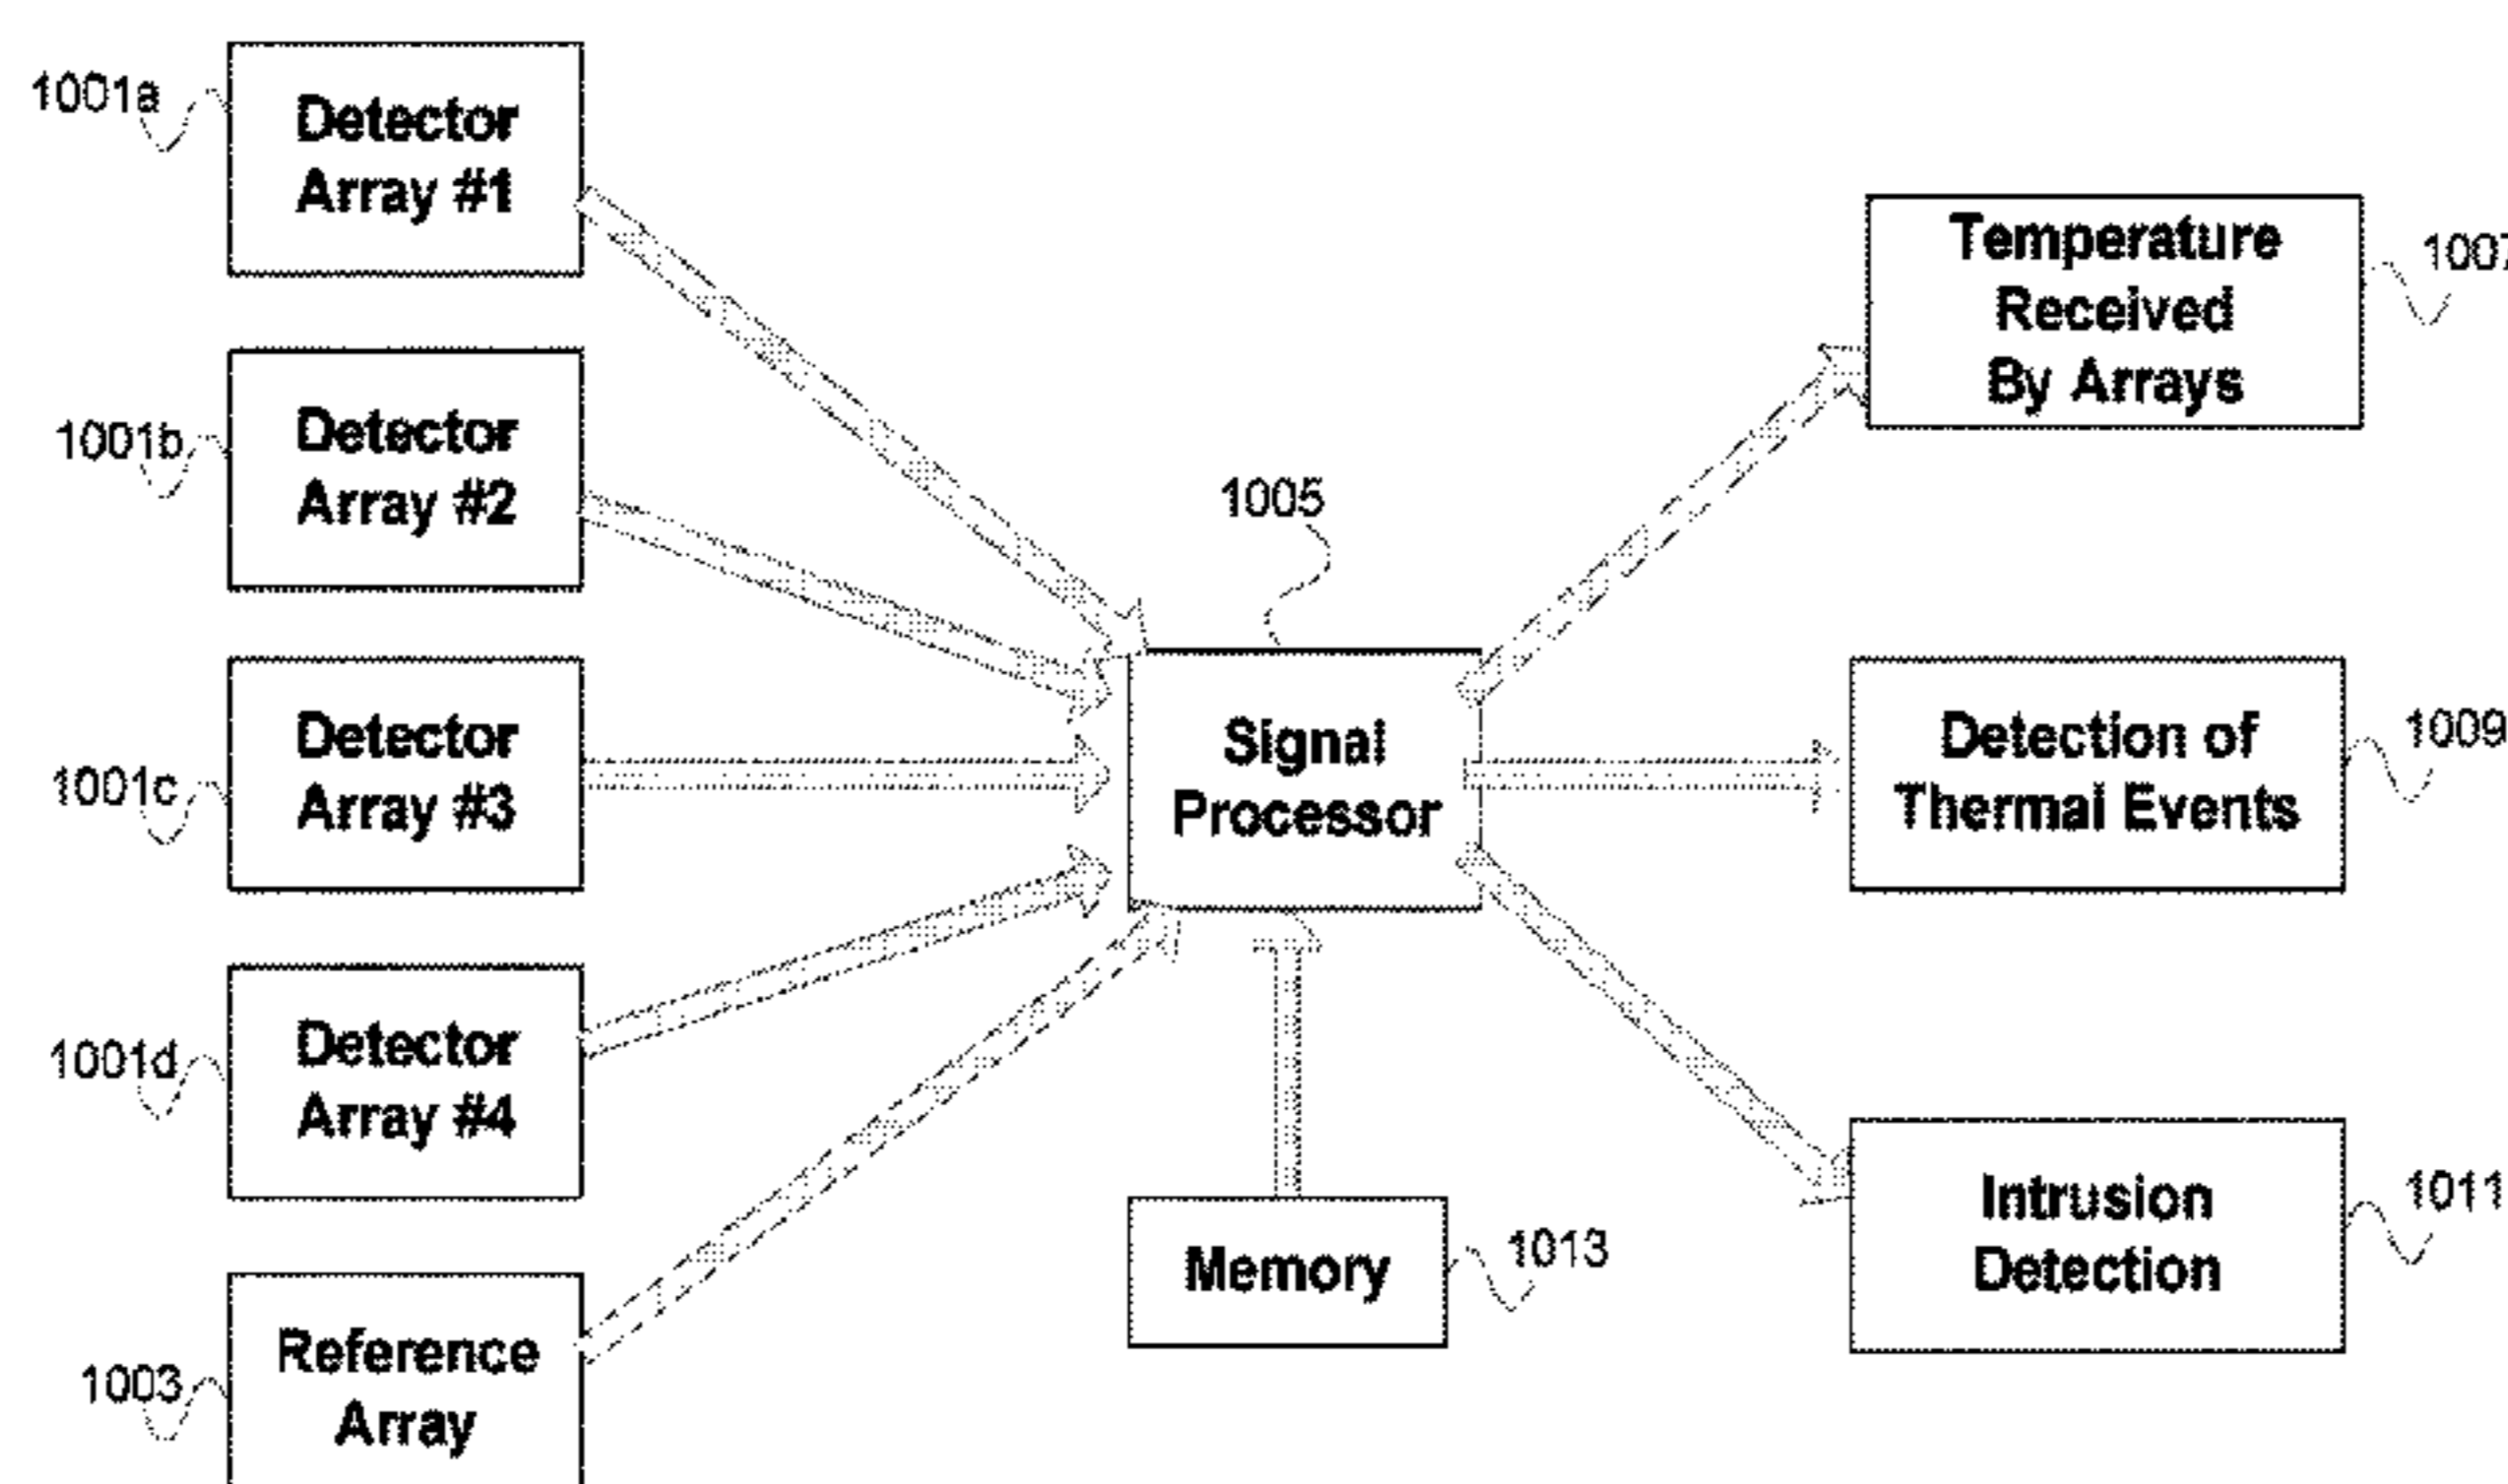 1001a
Detector
Array #1
1001b
Detector
Array #2
1001c
Detector
Array #3
1001d
Detector
Array #4
1003
Reference
Array
1005
Signal
Processor
Memory
1013
Temperature
Received
By Arrays
1007
Detection of
Thermal Events
1009
Intrusion
Detection
1011